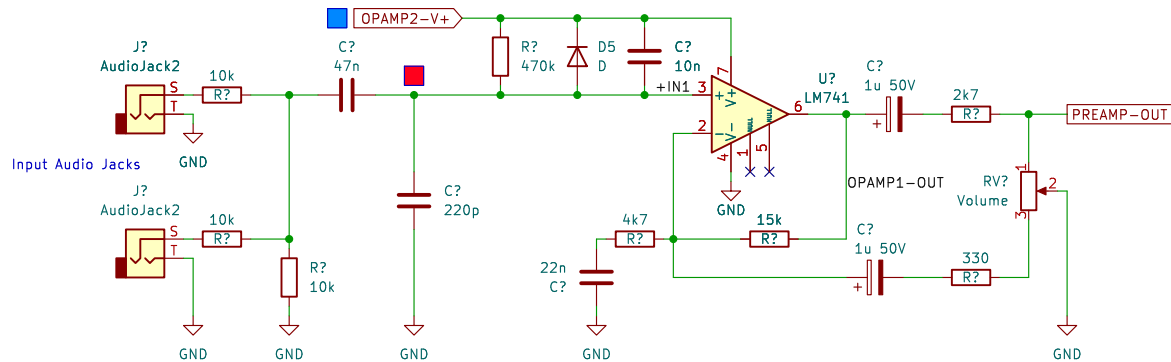 OPAMP2-V+
J?
AudioJack2
S
T
10k
R?
GND
C?
47n
R?
470k
D5
D
C?
10n
+IN1
3
+
7
V+
U?
LM741
6
2
-
V-
4
1
NULL
5
NULL
GND
C?
1u 50V
+
2k7
R?
PREAMP-OUT
Input Audio Jacks
J?
AudioJack2
S
T
10k
R?
R?
10k
C?
220p
OPAMP1-OUT
RV?
Volume
1
2
3
4k7
R?
15k
R?
C?
1u 50V
+
330
R?
22n
C?
GND
GND
GND
GND
GND